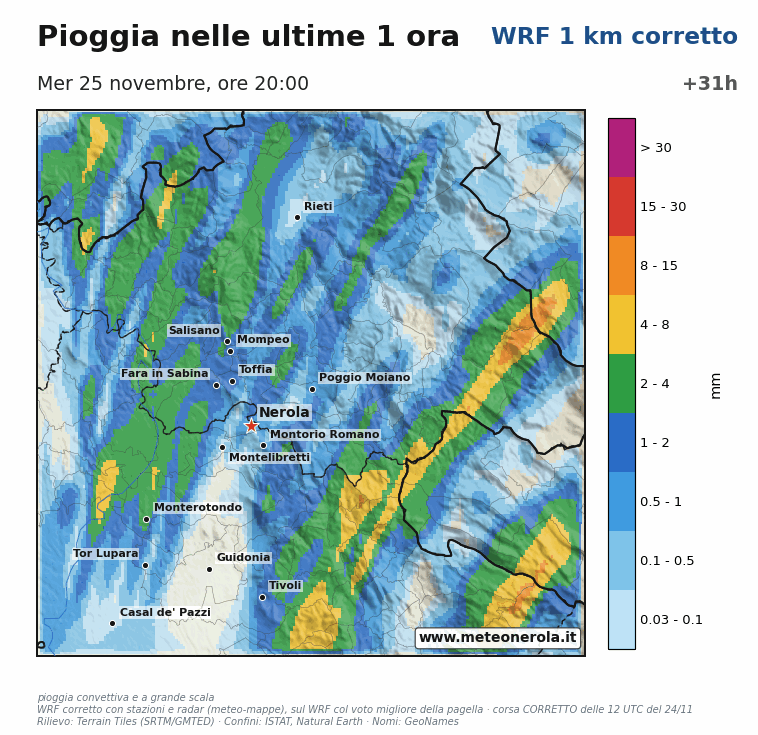 Pioggia nelle ultime 1 ora
WRF 1 km corretto
Mer 25 novembre, ore 20:00
+31h
Rieti
Salisano
Mompeo
Fara in Sabina
Toffia
Poggio Moiano
Nerola
Montorio Romano
Montelibretti
Monterotondo
Tor Lupara
Guidonia
Tivoli
Casal de' Pazzi
www.meteonerola.it
> 30
15 - 30
8 - 15
4 - 8
2 - 4
1 - 2
0.5 - 1
0.1 - 0.5
0.03 - 0.1
mm
pioggia convettiva e a grande scala
WRF corretto con stazioni e radar (meteo-mappe), sul WRF col voto migliore della pagella · corsa CORRETTO delle 12 UTC del 24/11
Rilievo: Terrain Tiles (SRTM/GMTED) · Confini: ISTAT, Natural Earth · Nomi: GeoNames